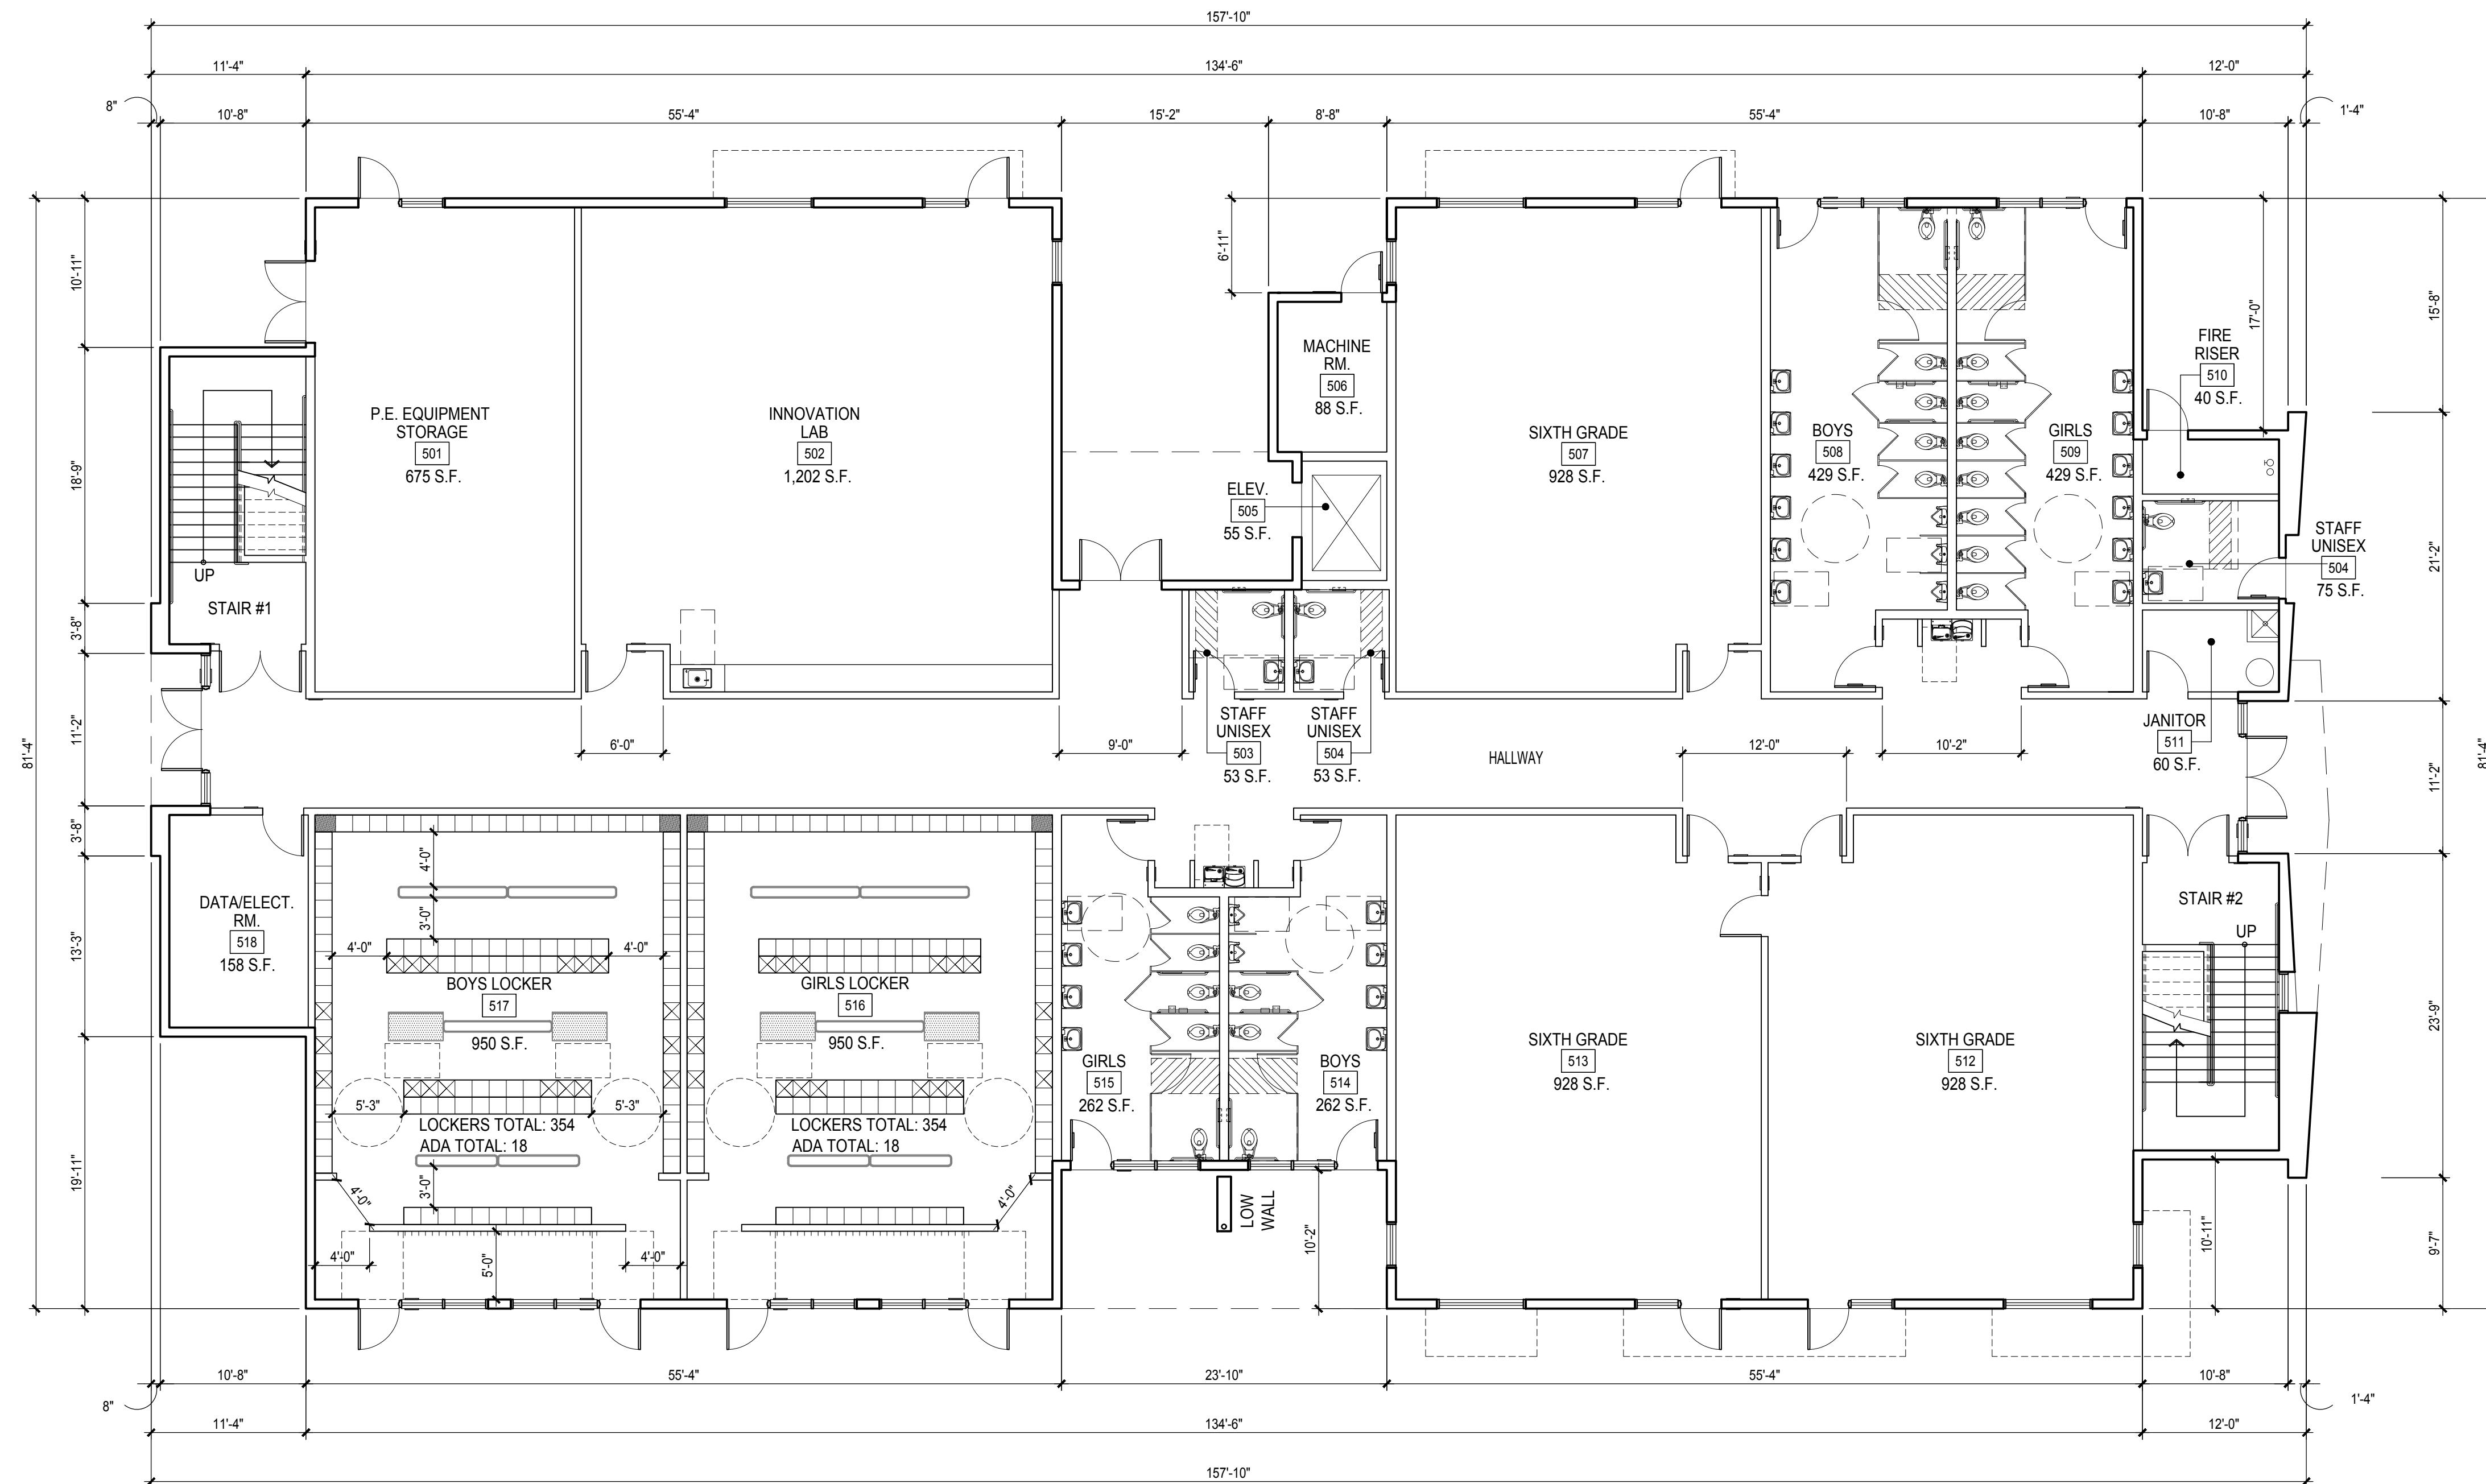 157'-10"
11'-4"
134'-6"
12'-0"
8"
10'-8"
55'-4"
15'-2"
8'-8"
55'-4"
10'-8"
1'-4"
81'-4"
10'-11"
18'-9"
3'-8"
11'-2"
3'-8"
13'-3"
19'-11"
6'-11"
17'-0"
15'-8"
21'-2"
11'-2"
23'-9"
9'-7"
81'-4"
UP
STAIR #1
P.E. EQUIPMENT
STORAGE
501
675 S.F.
INNOVATION
LAB
502
1,202 S.F.
MACHINE
RM.
506
88 S.F.
ELEV.
505
55 S.F.
SIXTH GRADE
507
928 S.F.
BOYS
508
429 S.F.
GIRLS
509
429 S.F.
FIRE
RISER
510
40 S.F.
STAFF
UNISEX
504
75 S.F.
STAFF
UNISEX
503
53 S.F.
STAFF
UNISEX
504
53 S.F.
JANITOR
511
60 S.F.
6'-0"
9'-0"
HALLWAY
12'-0"
10'-2"
DATA/ELECT.
RM.
518
158 S.F.
4'-0"
3'-0"
4'-0"
4'-0"
BOYS LOCKER
517
950 S.F.
5'-3"
5'-3"
LOCKERS TOTAL: 354
ADA TOTAL: 18
4'-0"
3'-0"
4'-0"
5'-0"
4'-0"
GIRLS LOCKER
516
950 S.F.
LOCKERS TOTAL: 354
ADA TOTAL: 18
4'-0"
GIRLS
515
262 S.F.
BOYS
514
262 S.F.
LOW
WALL
10'-2"
SIXTH GRADE
513
928 S.F.
SIXTH GRADE
512
928 S.F.
STAIR #2
UP
10'-11"
10'-8"
55'-4"
23'-10"
55'-4"
10'-8"
8"
1'-4"
11'-4"
134'-6"
12'-0"
157'-10"